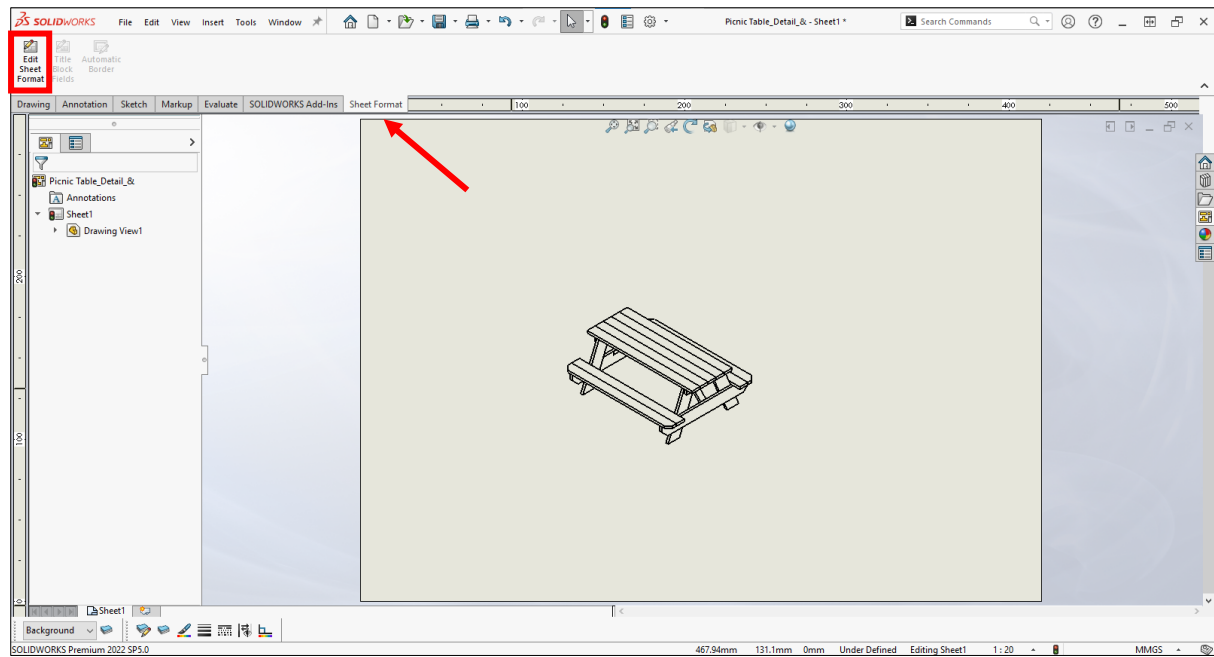 SOLIDWORKS File Edit View Insert Tools Window Picnic Table_Detail_& - Sheet1 * Search Commands
Edit Sheet Format
Title Block Fields
Automatic Border
Drawing Annotation Sketch Markup Evaluate SOLIDWORKS Add-Ins Sheet Format 100 200 300 400 500
Picnic Table_Detail_&
Annotations
Sheet1
Drawing View1
200
100
0
Sheet1
Background
SOLIDWORKS Premium 2022 SP5.0 467.94mm 131.1mm 0mm Under Defined Editing Sheet1 1 : 20 MMGS